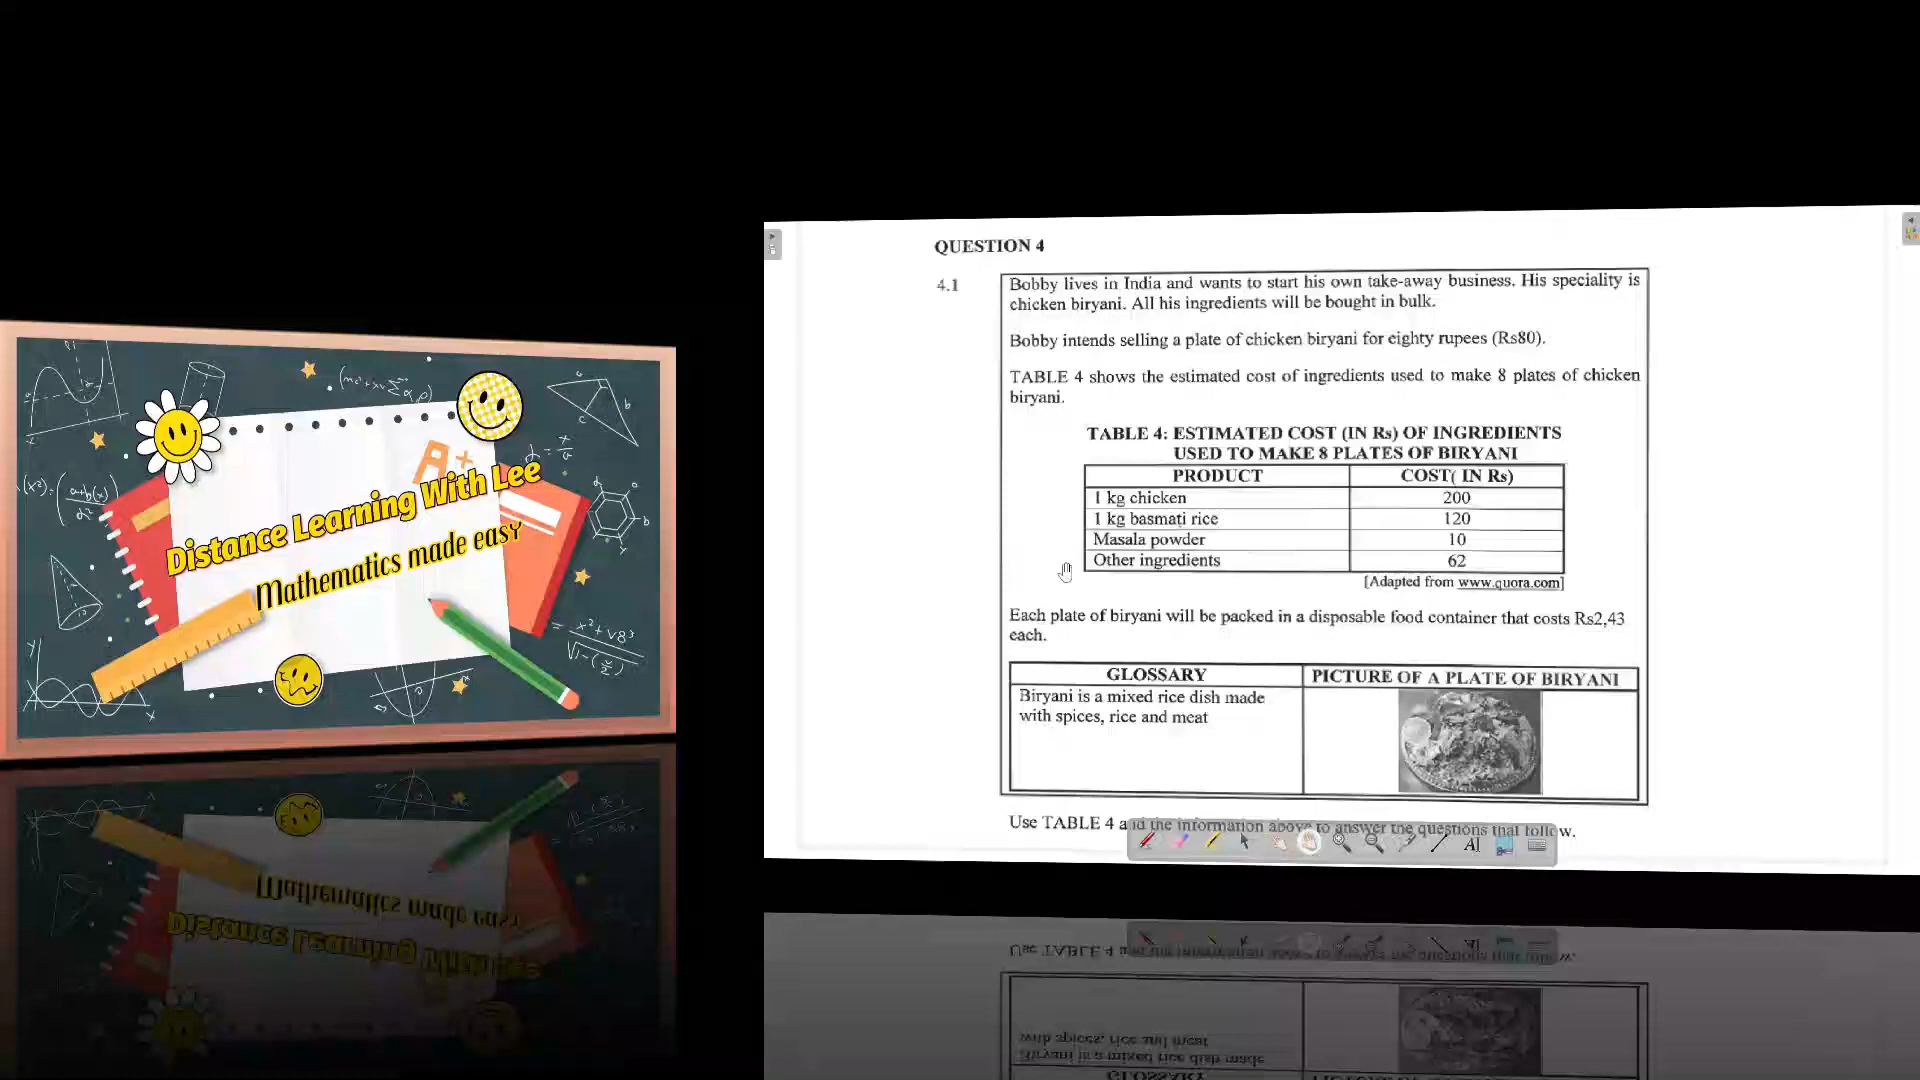 Distance Learning With Lee
Mathematics made easy
A+
QUESTION 4
4.1
Bobby lives in India and wants to start his own take-away business. His speciality is
chicken biryani. All his ingredients will be bought in bulk.
Bobby intends selling a plate of chicken biryani for eighty rupees (Rs80).
TABLE 4 shows the estimated cost of ingredients used to make 8 plates of chicken
biryani.
TABLE 4: ESTIMATED COST (IN Rs) OF INGREDIENTS
USED TO MAKE 8 PLATES OF BIRYANI
PRODUCT COST( IN Rs)
1 kg chicken 200
1 kg basmati rice 120
Masala powder 10
Other ingredients 62
[Adapted from www.quora.com]
Each plate of biryani will be packed in a disposable food container that costs Rs2,43
each.
GLOSSARY PICTURE OF A PLATE OF BIRYANI
Biryani is a mixed rice dish made
with spices, rice and meat
Use TABLE 4 and the information above to answer the questions that follow.